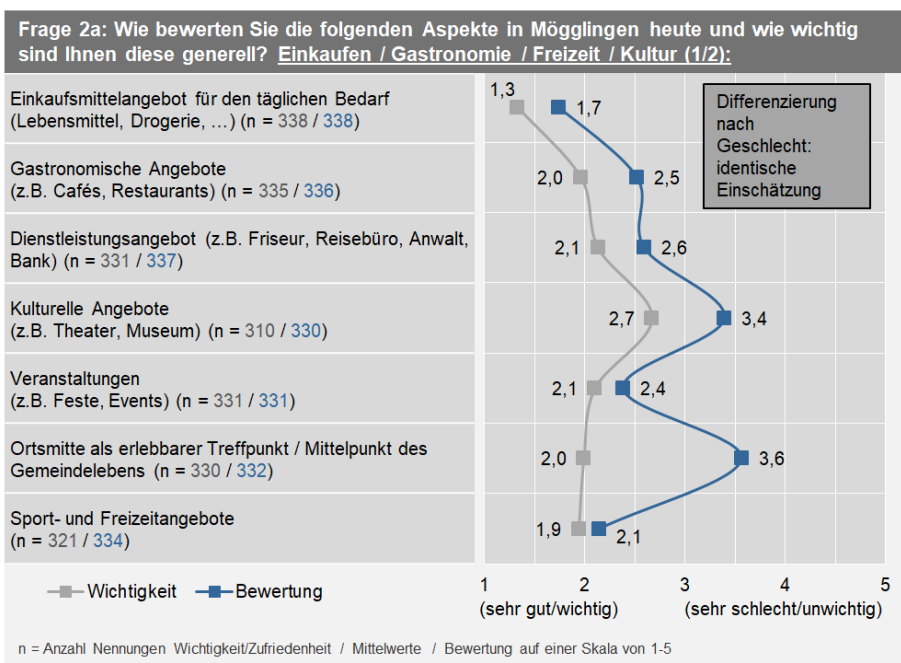 Frage 2a: Wie bewerten Sie die folgenden Aspekte in Mögglingen heute und wie wichtig
sind Ihnen diese generell? Einkaufen / Gastronomie / Freizeit / Kultur (1/2):
Einkaufsmittelangebot für den täglichen Bedarf
(Lebensmittel, Drogerie, …) (n = 338 / 338)
1,3
1,7
Differenzierung
nach
Geschlecht:
identische
Einschätzung
Gastronomische Angebote
(z.B. Cafés, Restaurants) (n = 335 / 336)
2,0
2,5
Dienstleistungsangebot (z.B. Friseur, Reisebüro, Anwalt,
Bank) (n = 331 / 337)
2,1
2,6
Kulturelle Angebote
(z.B. Theater, Museum) (n = 310 / 330)
2,7
3,4
Veranstaltungen
(z.B. Feste, Events) (n = 331 / 331)
2,1
2,4
Ortsmitte als erlebbarer Treffpunkt / Mittelpunkt des
Gemeindelebens (n = 330 / 332)
2,0
3,6
Sport- und Freizeitangebote
(n = 321 / 334)
1,9
2,1
Wichtigkeit Bewertung
1 2 3 4 5
(sehr gut/wichtig) (sehr schlecht/unwichtig)
n = Anzahl Nennungen Wichtigkeit/Zufriedenheit / Mittelwerte / Bewertung auf einer Skala von 1-5